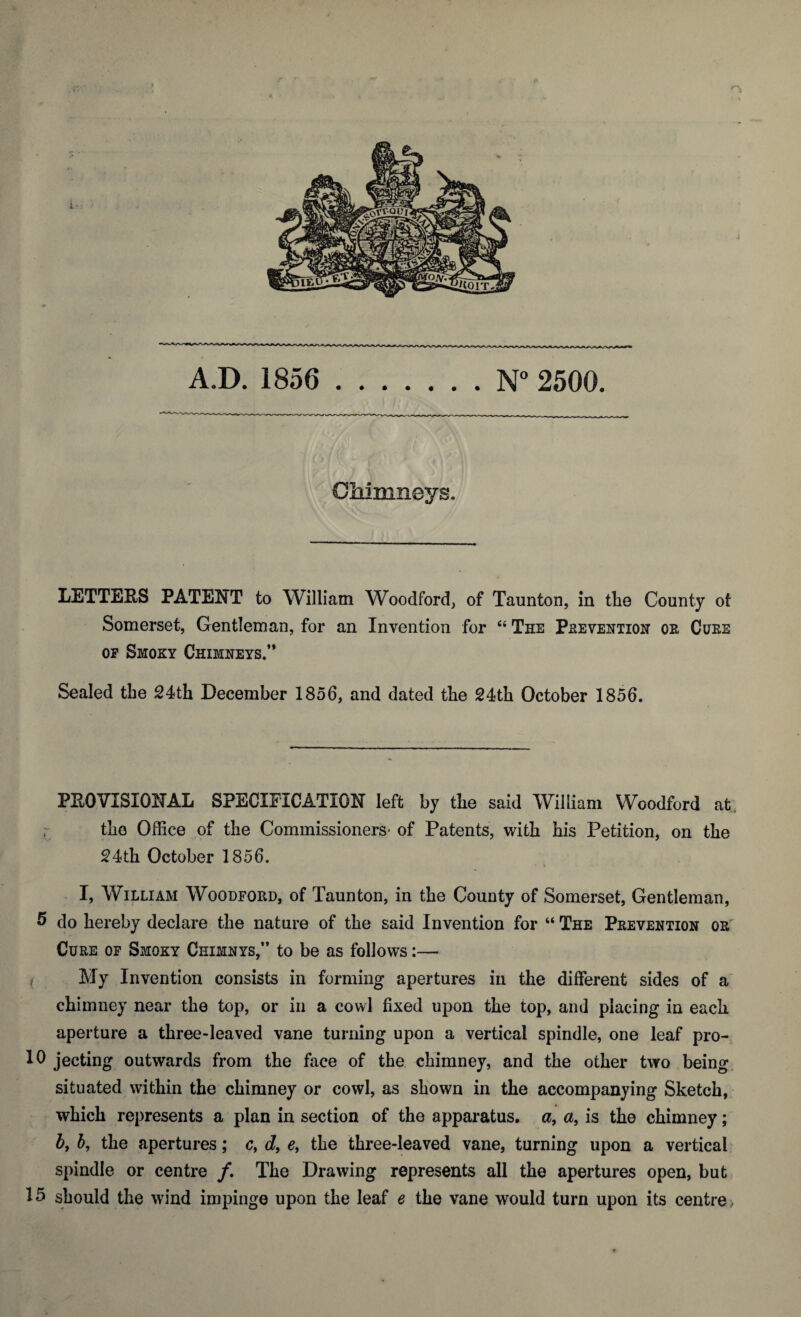 SOIT QUI
DIEU · ET · MON · DROIT
A.D. 1856 . . . . . . . N° 2500.
Chimneys.
LETTERS PATENT to William Woodford, of Taunton, in the County of
Somerset, Gentleman, for an Invention for “ THE PREVENTION OR CURE
OF SMOKY CHIMNEYS.”
Sealed the 24th December 1856, and dated the 24th October 1856.
PROVISIONAL SPECIFICATION left by the said William Woodford at
the Office of the Commissioners of Patents, with his Petition, on the
24th October 1856.
I, WILLIAM WOODFORD, of Taunton, in the County of Somerset, Gentleman,
5 do hereby declare the nature of the said Invention for “ THE PREVENTION OR
CURE OF SMOKY CHIMNYS,” to be as follows :—
My Invention consists in forming apertures in the different sides of a
chimney near the top, or in a cowl fixed upon the top, and placing in each
aperture a three-leaved vane turning upon a vertical spindle, one leaf pro-
10 jecting outwards from the face of the chimney, and the other two being
situated within the chimney or cowl, as shown in the accompanying Sketch,
which represents a plan in section of the apparatus. a, a, is the chimney ;
b, b, the apertures ; c, d, e, the three-leaved vane, turning upon a vertical
spindle or centre f. The Drawing represents all the apertures open, but
15 should the wind impinge upon the leaf e the vane would turn upon its centre